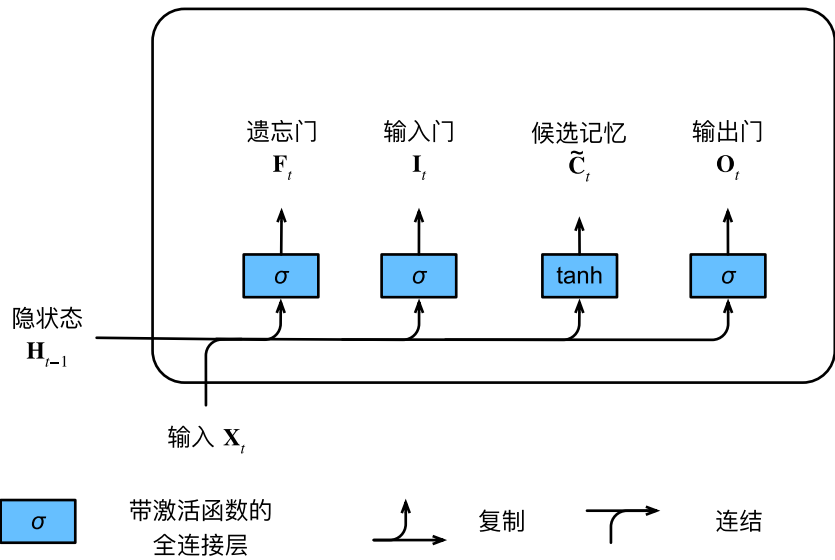 遗忘门 输入门 候选记忆 输出门
F_t I_t C̃_t O_t
σ σ tanh σ
隐状态
H_{t−1}
输入 X_t
σ 带激活函数的 复制 连结
全连接层